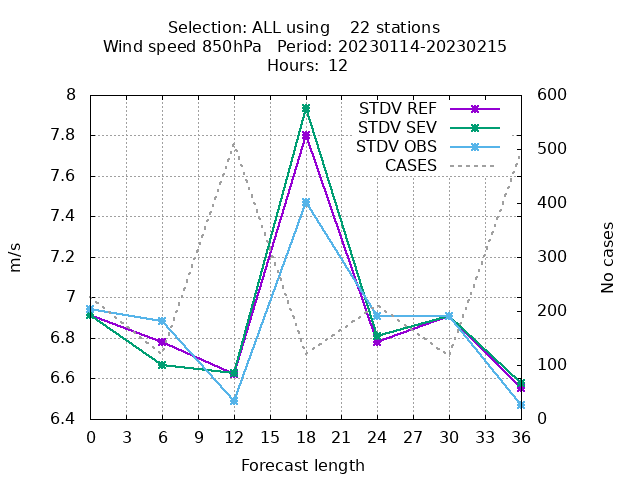 Selection: ALL using    22 stations
Wind speed 850hPa   Period: 20230114-20230215
Hours:  12
8
7.8
7.6
7.4
7.2
7
6.8
6.6
6.4
m/s
STDV REF
STDV SEV
STDV OBS
CASES
600
500
400
300
200
100
0
No cases
0 3 6 9 12 15 18 21 24 27 30 33 36
Forecast length